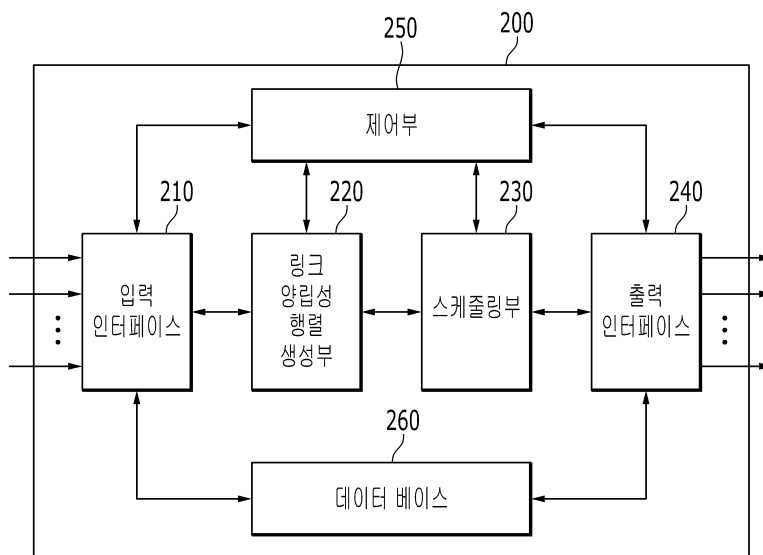 200
250
제어부
210
220
230
240
입력
인터페이스
링크
양립성
행렬
생성부
스케줄링부
출력
인터페이스
260
데이터 베이스